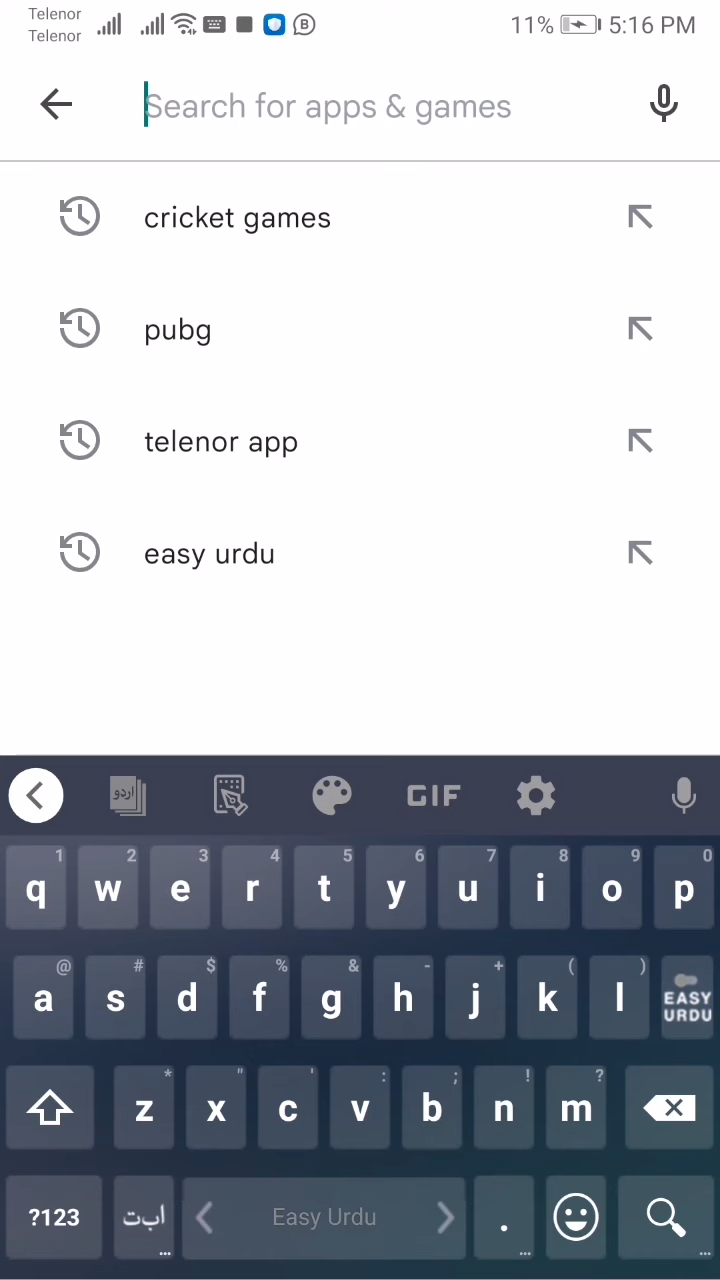 Telenor
Telenor
11% 5:16 PM
Search for apps & games
cricket games
pubg
telenor app
easy urdu
اردو GIF
1 2 3 4 5 6 7 8 9 0
q w e r t y u i o p
@ # $ % & - + ( )
a s d f g h j k l EASY URDU
* " ' : ; ! ?
z x c v b n m
?123 ا ب ت Easy Urdu .